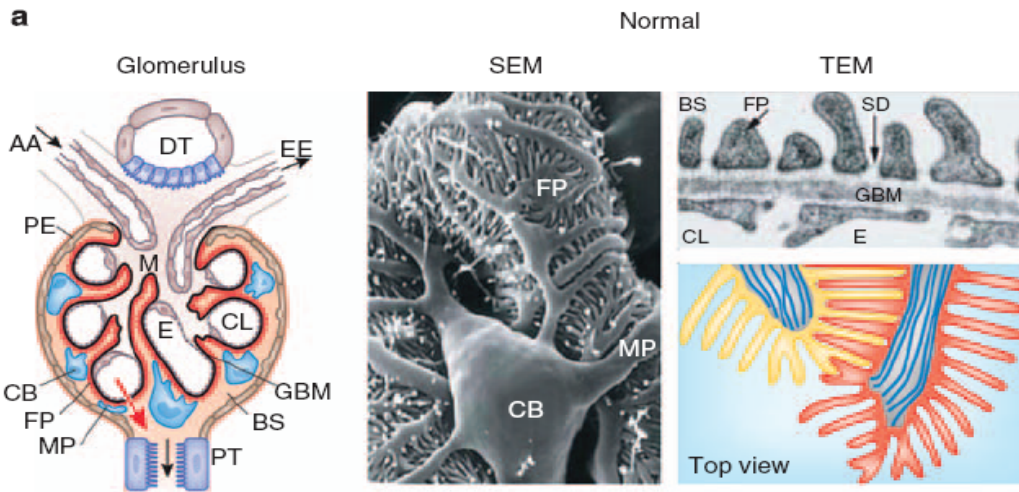 a
Normal
Glomerulus
SEM
TEM
AA
DT
EE
PE
M
E
CL
CB
FP
MP
GBM
BS
PT
FP
MP
CB
BS
FP
SD
GBM
CL
E
Top view